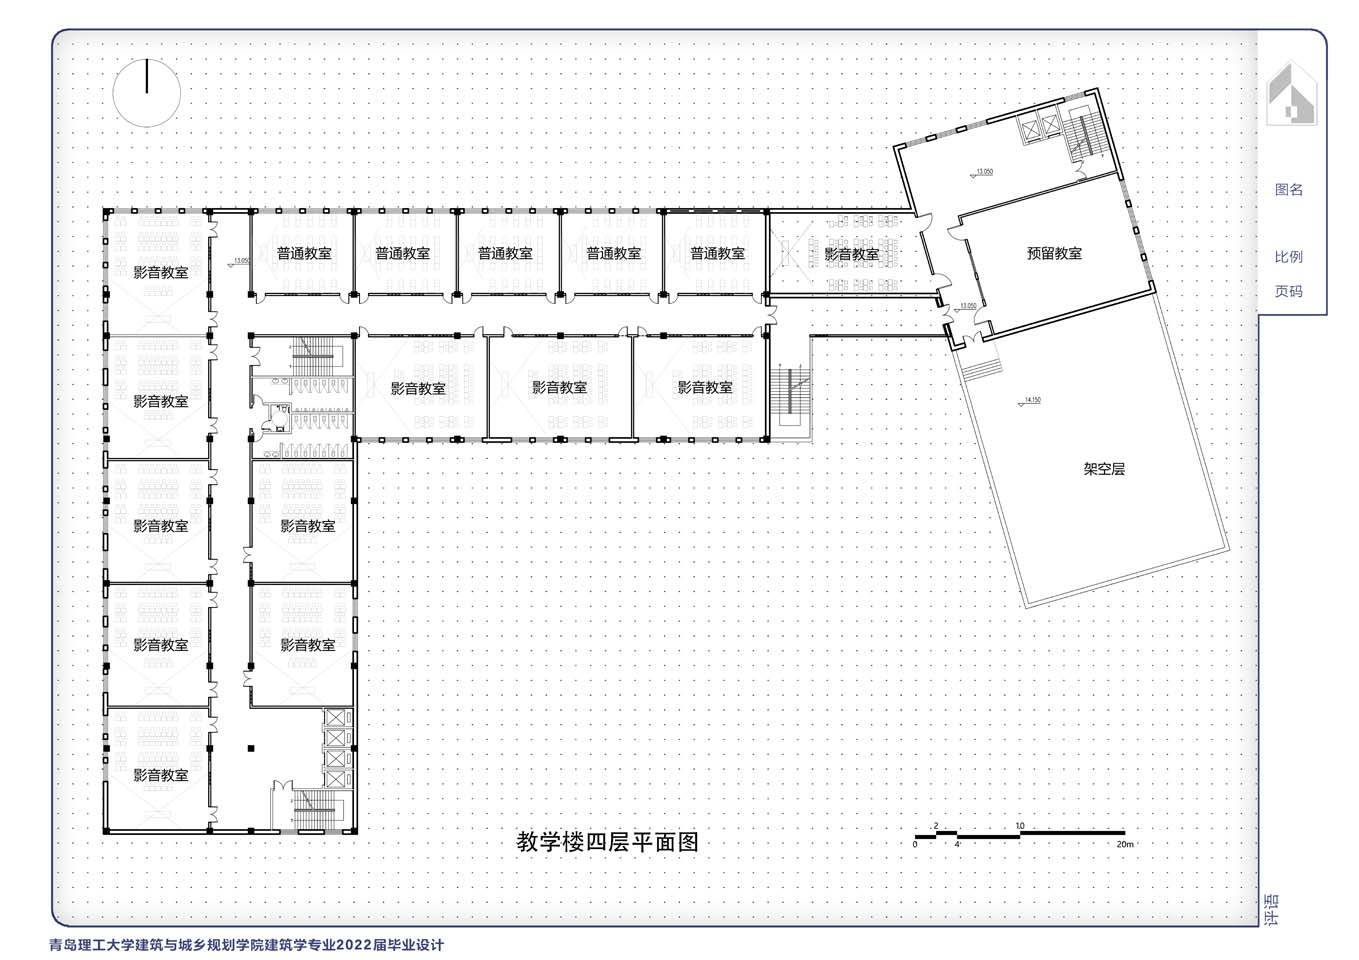 图名
比例
页码
13.050
影音教室
普通教室
普通教室
普通教室
普通教室
普通教室
影音教室
预留教室
13.050
13.050
影音教室
影音教室
影音教室
影音教室
14.150
架空层
影音教室
影音教室
影音教室
影音教室
影音教室
教学楼四层平面图
2
10
0
4
20m
评语
青岛理工大学建筑与城乡规划学院建筑学专业2022届毕业设计